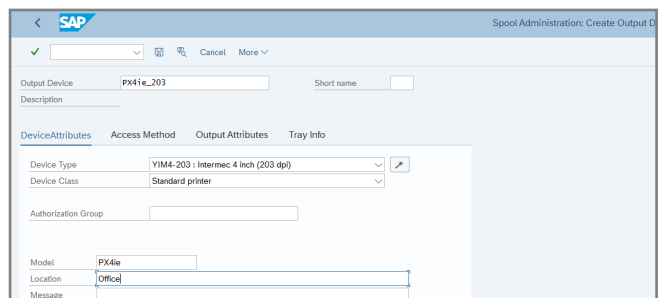 SAP
Spool Administration: Create Output D
Cancel More
Output Device PX4ie_203 Short name
Description
DeviceAttributes Access Method Output Attributes Tray Info
Device Type YIM4-203 : Intermec 4 inch (203 dpi)
Device Class Standard printer
Authorization Group
Model PX4ie
Location Office
Message